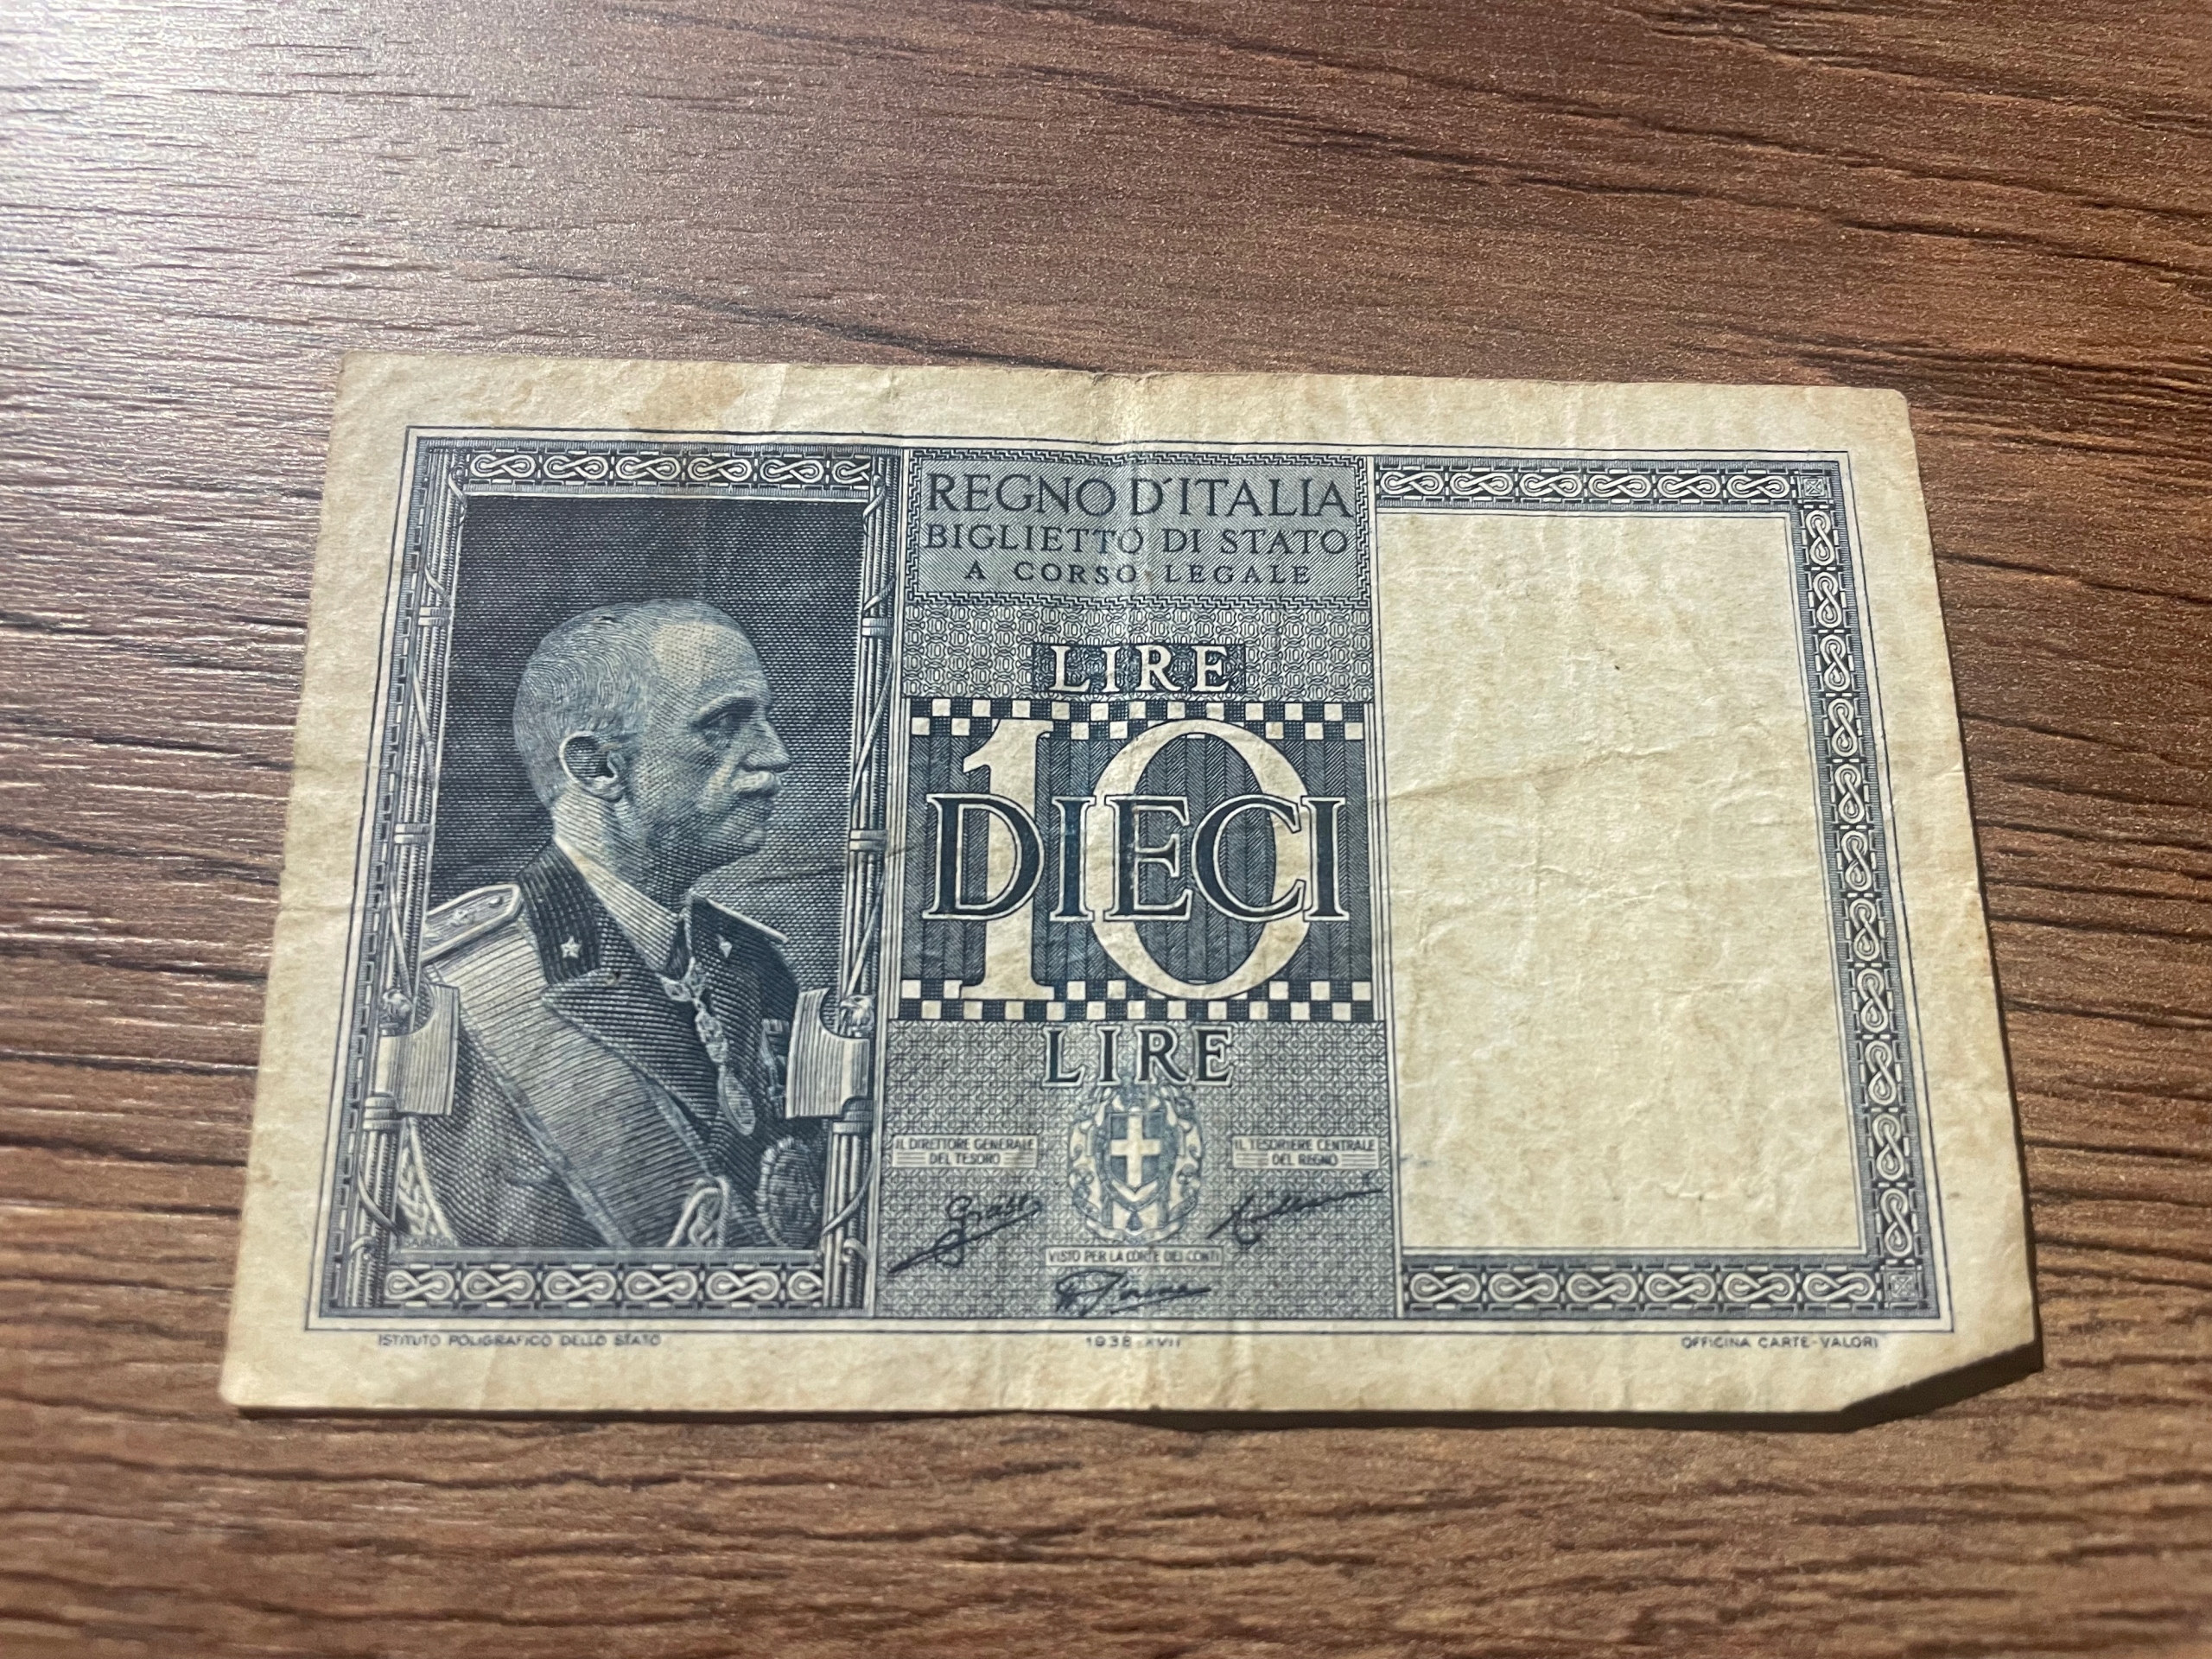 REGNO D'ITALIA
BIGLIETTO DI STATO
A CORSO LEGALE
LIRE
10
DIECI
LIRE
IL DIRETTORE GENERALE
DEL TESORO
IL TESORIERE CENTRALE
DEL REGNO
VISTO PER LA CORTE DEI CONTI
ISTITUTO POLIGRAFICO DELLO STATO
1938-XVII
OFFICINA CARTE-VALORI